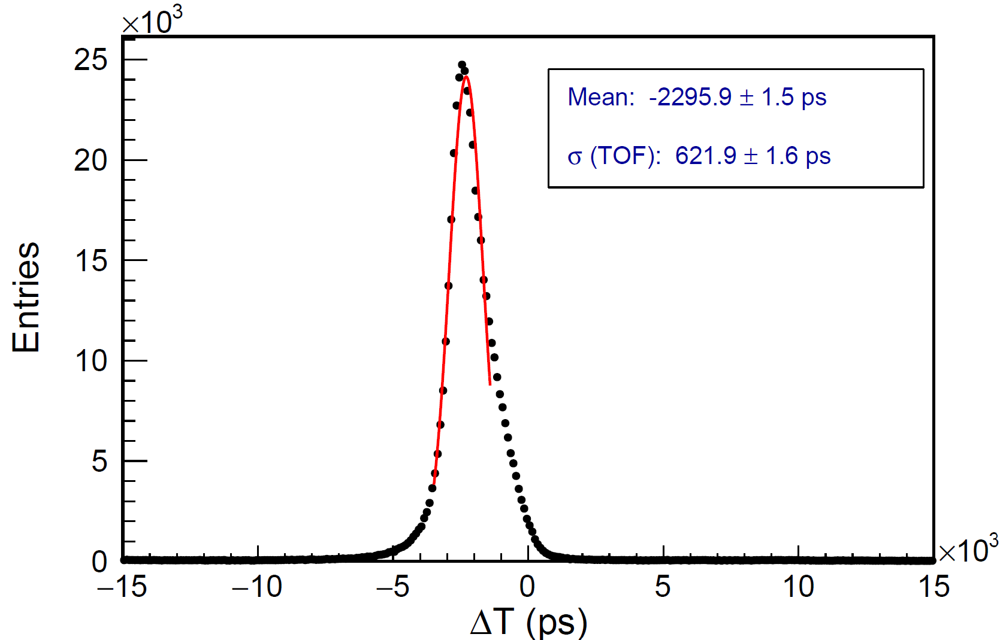 ×10³
25
20
15
10
5
0
Entries
Mean: -2295.9 ± 1.5 ps
σ (TOF): 621.9 ± 1.6 ps
−15 −10 −5 0 5 10 15
×10³
ΔT (ps)